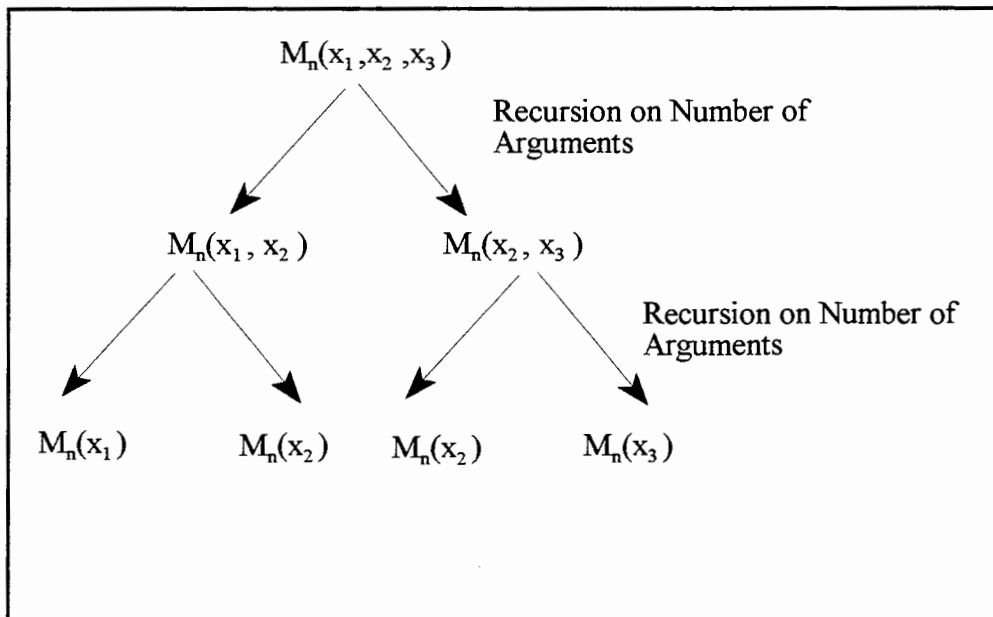 Mₙ(x₁,x₂,x₃)
Recursion on Number of
Arguments
Mₙ(x₁, x₂)
Mₙ(x₂, x₃)
Recursion on Number of
Arguments
Mₙ(x₁)
Mₙ(x₂)
Mₙ(x₂)
Mₙ(x₃)